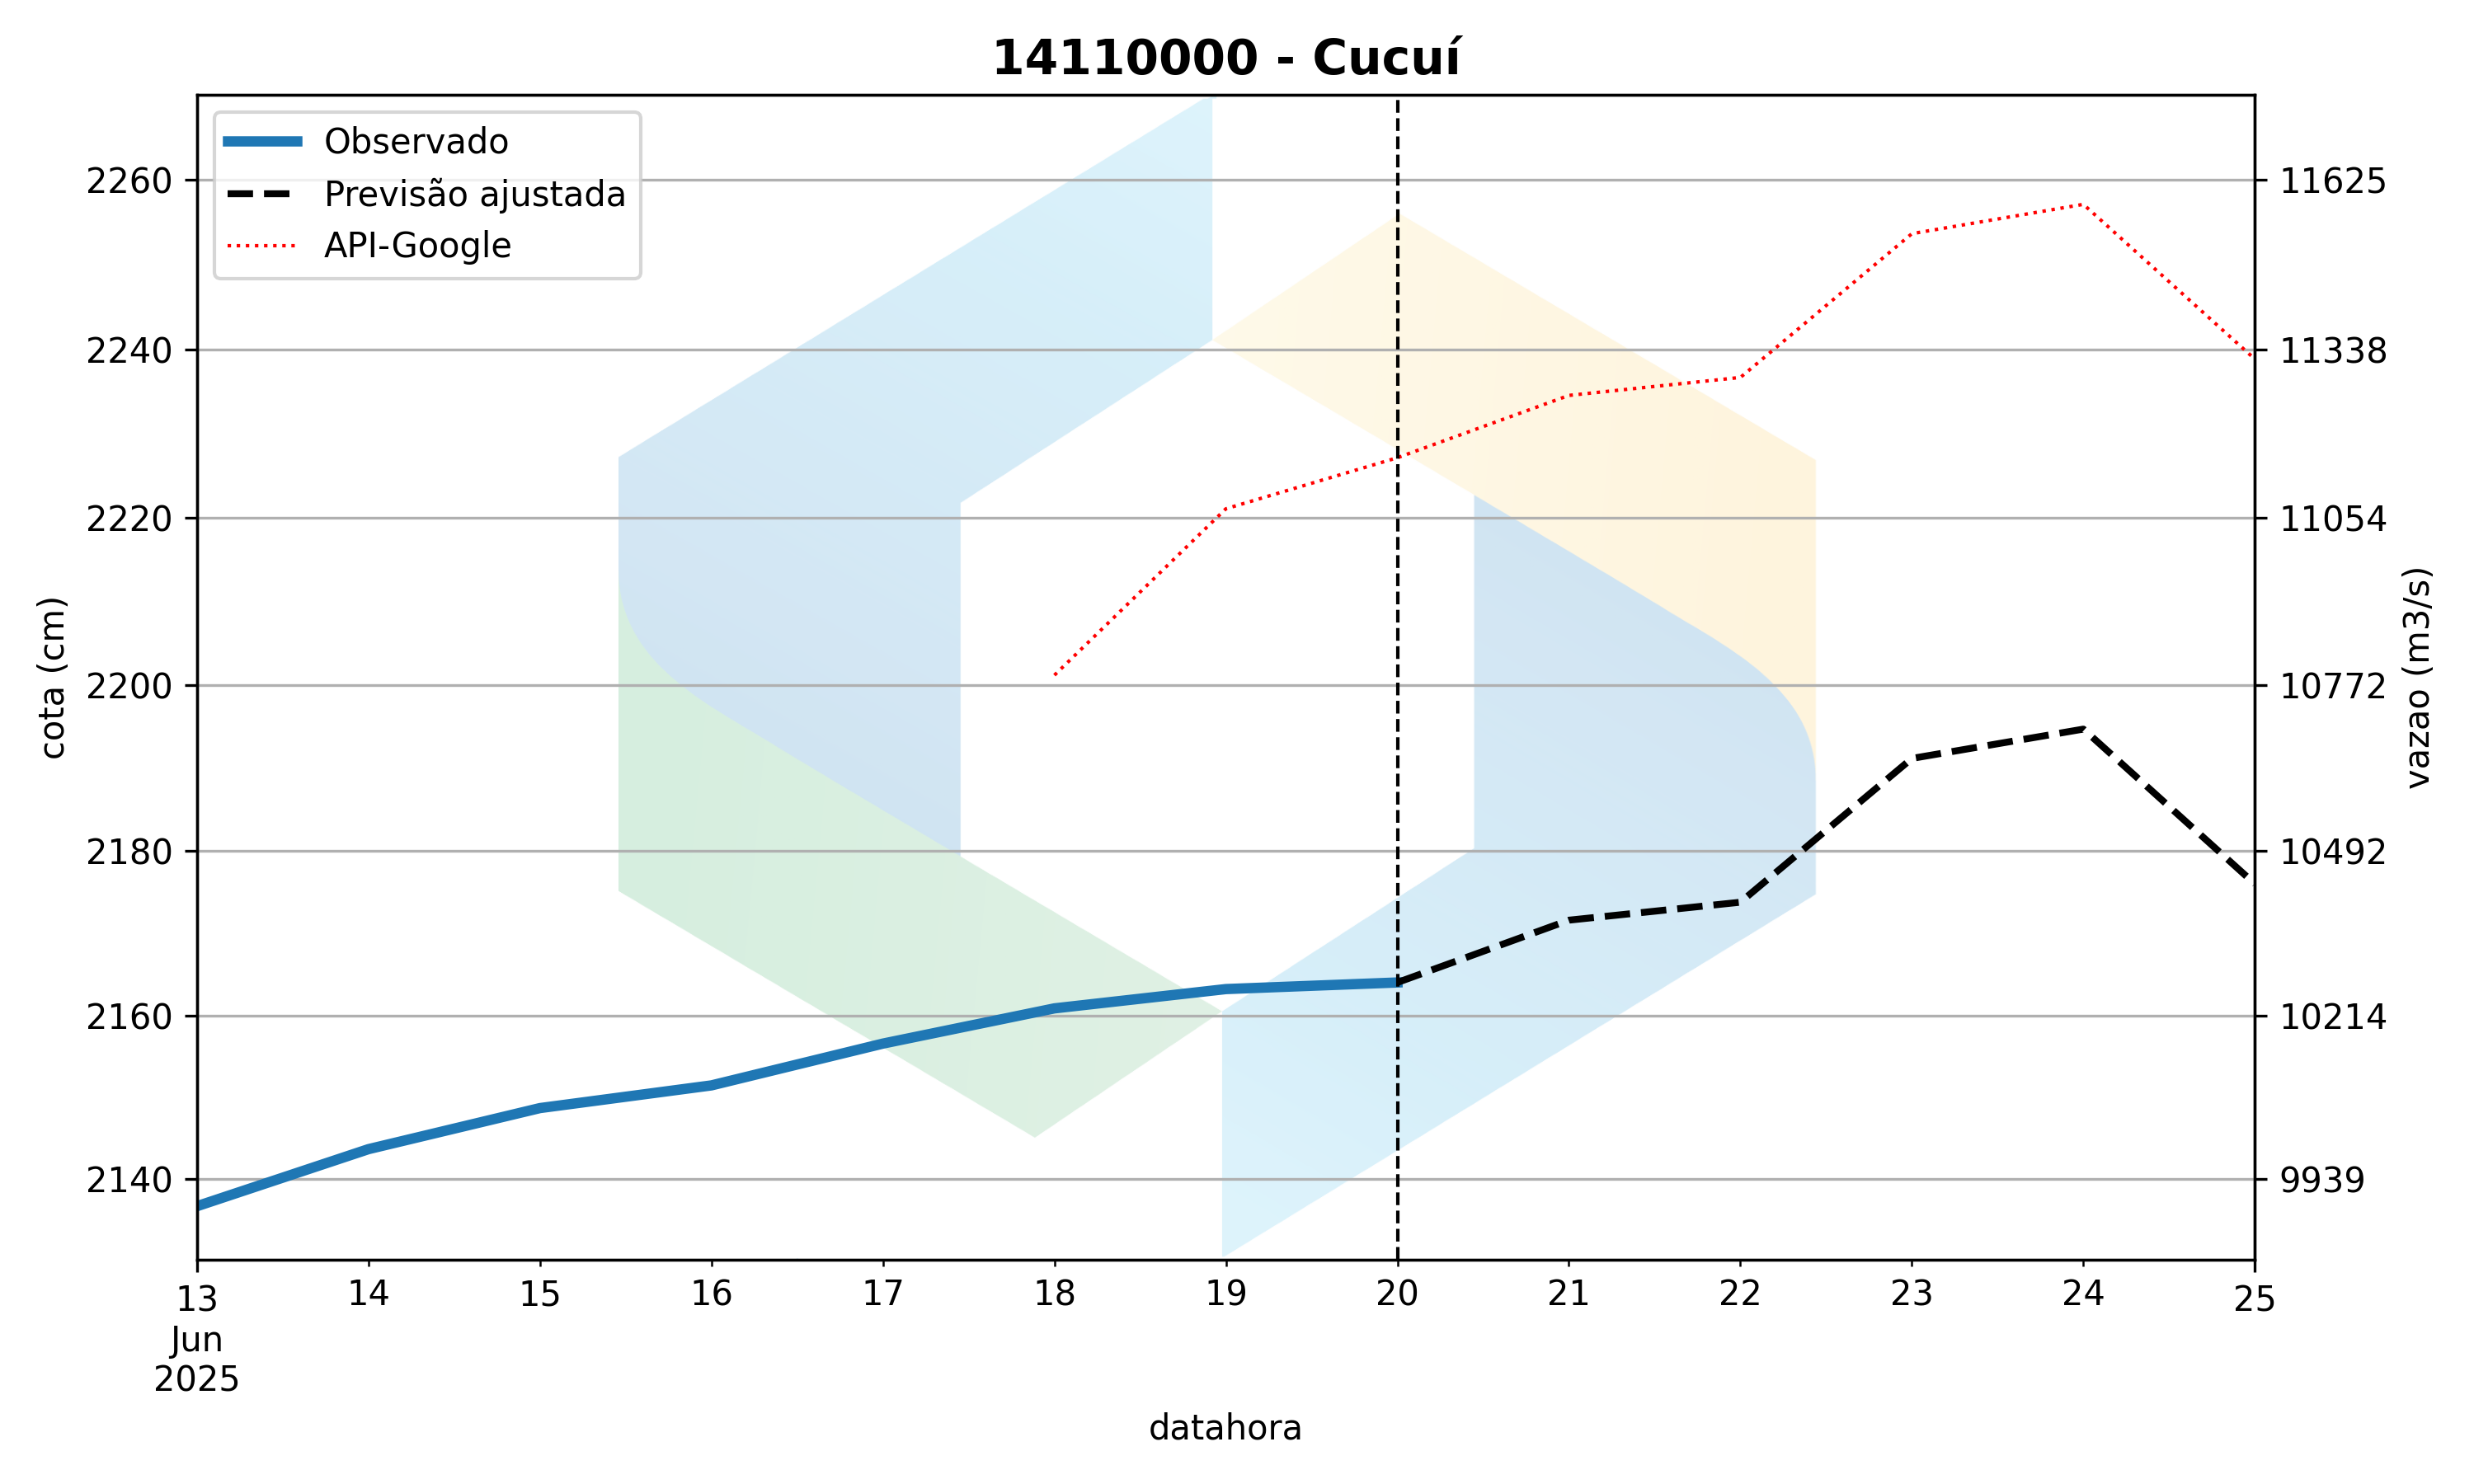 14110000 - Cucuí
Observado
Previsão ajustada
API-Google
2260
2240
2220
2200
2180
2160
2140
cota (cm)
11625
11338
11054
10772
10492
10214
9939
vazao (m3/s)
13 14 15 16 17 18 19 20 21 22 23 24 25
Jun
2025
datahora